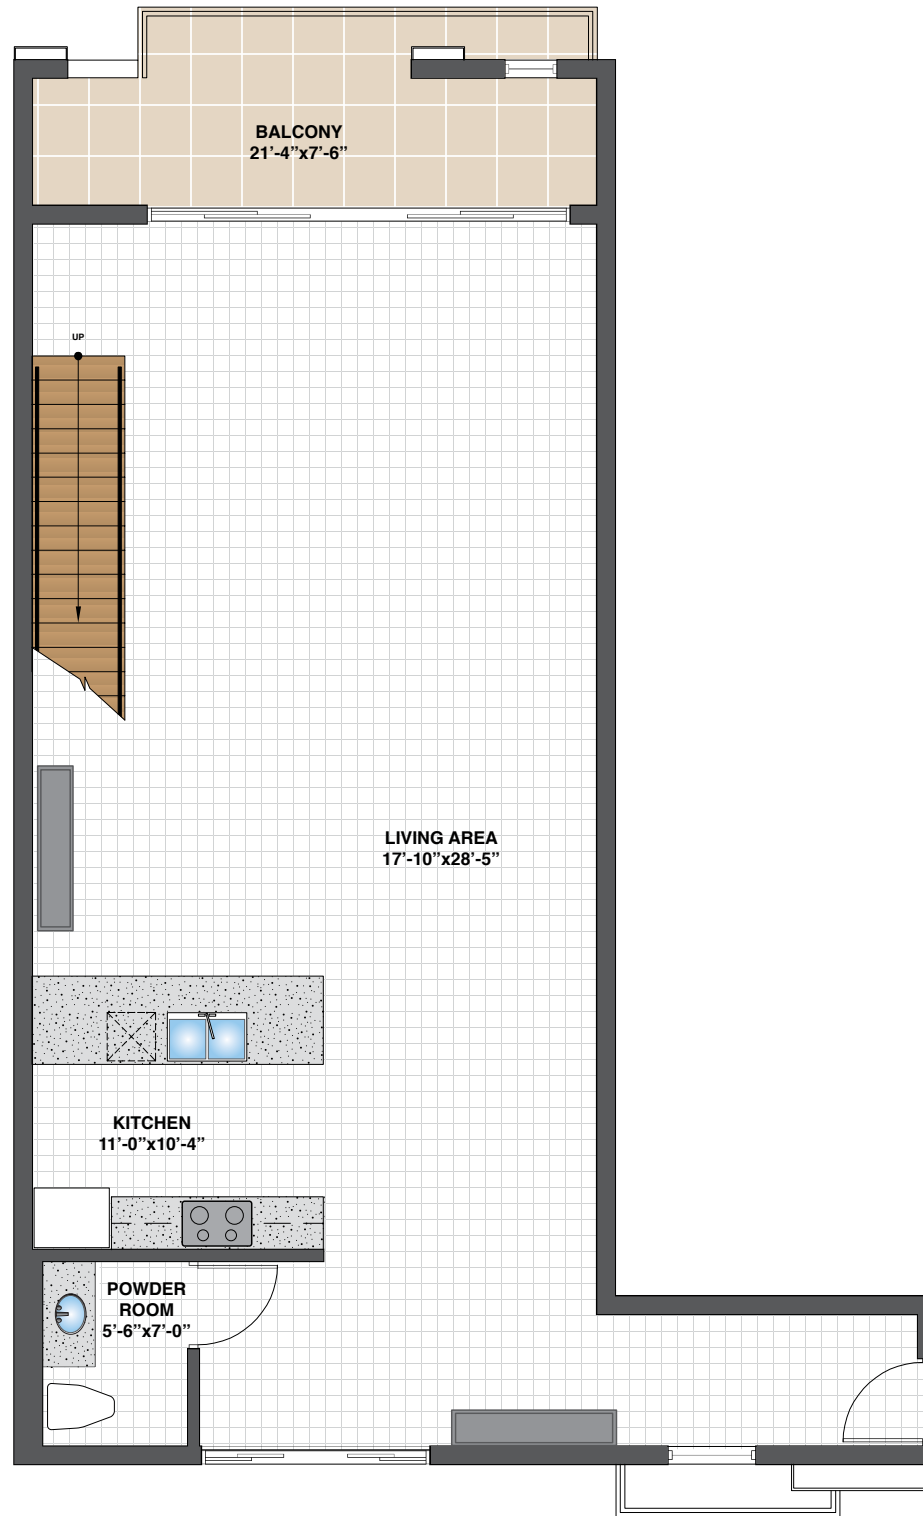 BALCONY
21’-4”x7’-6”
UP
LIVING AREA
17’-10”x28’-5”
KITCHEN
11’-0”x10’-4”
POWDER
ROOM
5’-6”x7’-0”